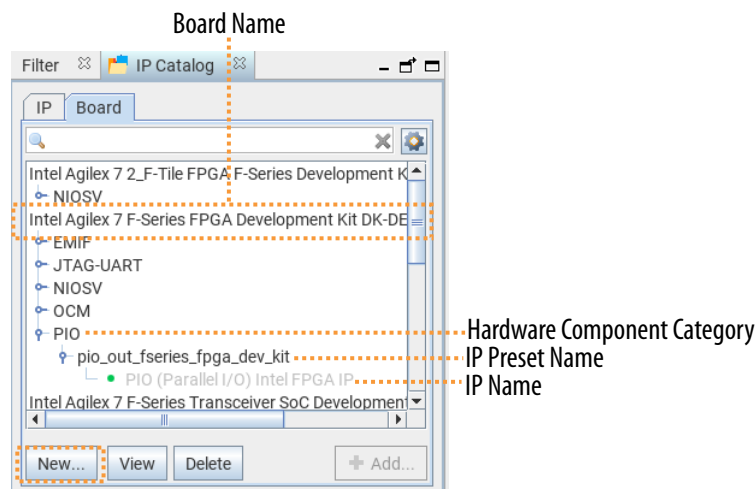 Board Name
Filter IP Catalog
IP Board
Intel Agilex 7 2_F-Tile FPGA F-Series Development K
NIOSV
Intel Agilex 7 F-Series FPGA Development Kit DK-DE
EMIF
JTAG-UART
NIOSV
OCM
PIO Hardware Component Category
pio_out_fseries_fpga_dev_kit IP Preset Name
PIO (Parallel I/O) Intel FPGA IP IP Name
Intel Agilex 7 F-Series Transceiver SoC Development
New... View Delete + Add...